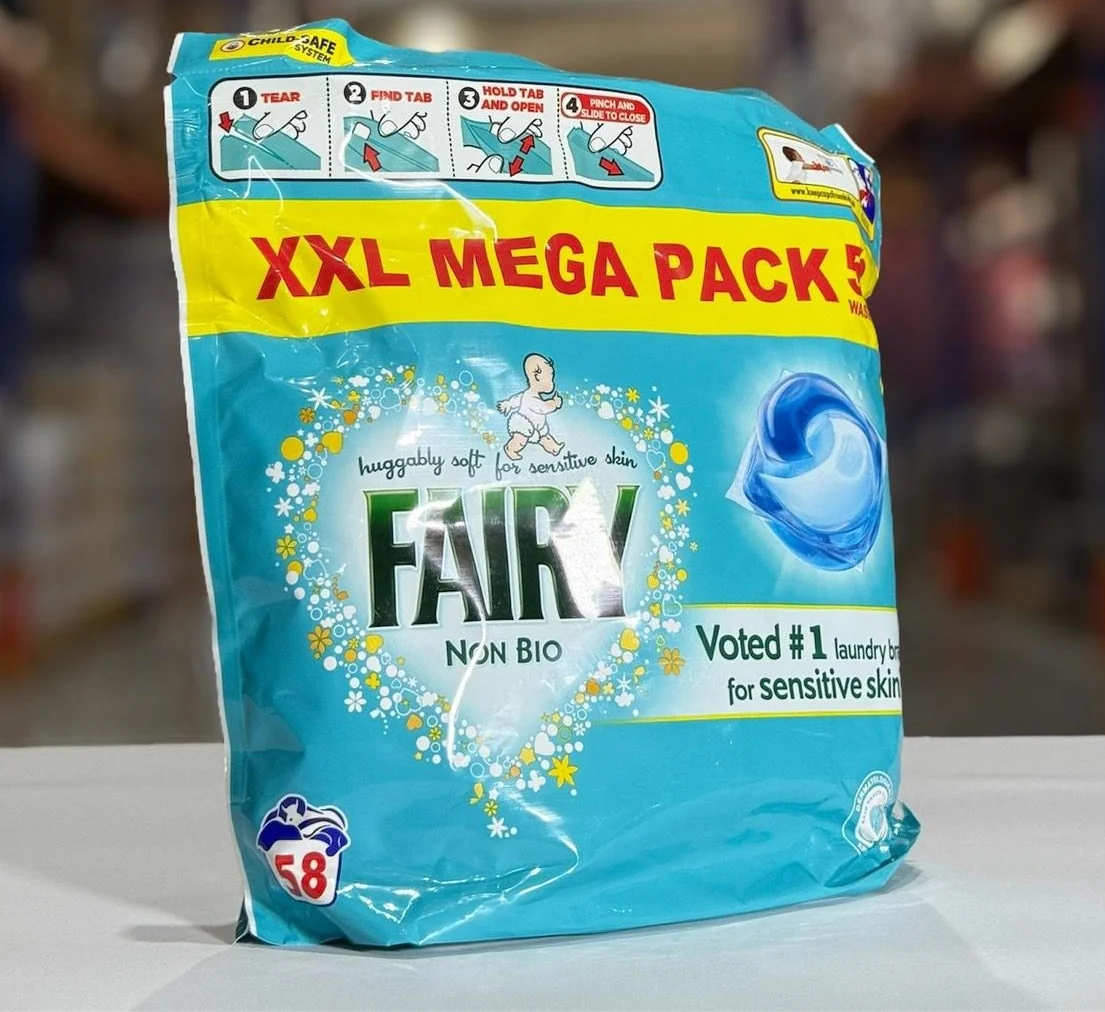 CHILD-SAFE
SYSTEM
1 TEAR
2 FIND TAB
3 HOLD TAB
AND OPEN
4 PINCH AND
SLIDE TO CLOSE
XXL MEGA PACK
huggably soft for sensitive skin
FAIRY
NON BIO
Voted #1 laundry
for sensitive skin
58